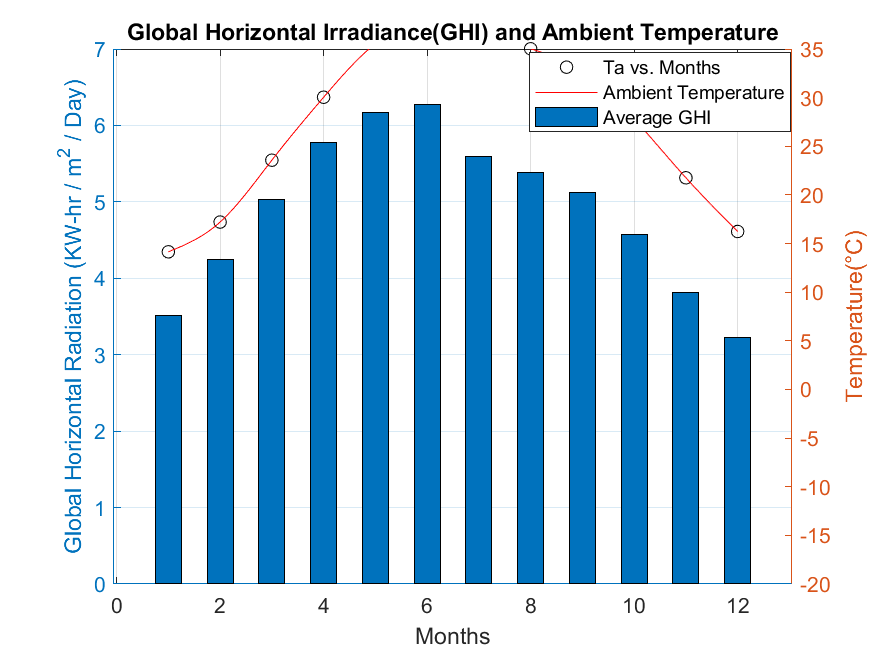 Global Horizontal Irradiance(GHI) and Ambient Temperature
Ta vs. Months
Ambient Temperature
Average GHI
Global Horizontal Radiation (KW-hr / m² / Day)
7
6
5
4
3
2
1
0
35
30
25
20
15
10
5
0
-5
-10
-15
-20
Temperature(°C)
0 2 4 6 8 10 12
Months